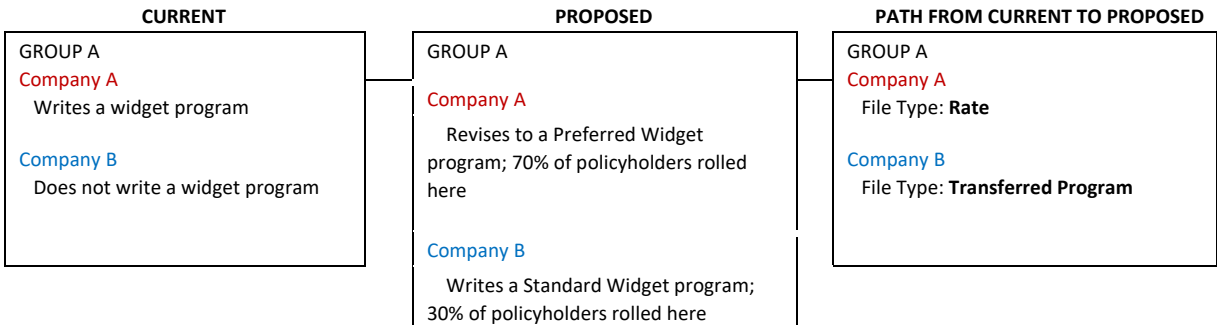 CURRENT
GROUP A
Company A
Writes a widget program
Company B
Does not write a widget program
PROPOSED
GROUP A
Company A
Revises to a Preferred Widget
program; 70% of policyholders rolled
here
Company B
Writes a Standard Widget program;
30% of policyholders rolled here
PATH FROM CURRENT TO PROPOSED
GROUP A
Company A
File Type: Rate
Company B
File Type: Transferred Program